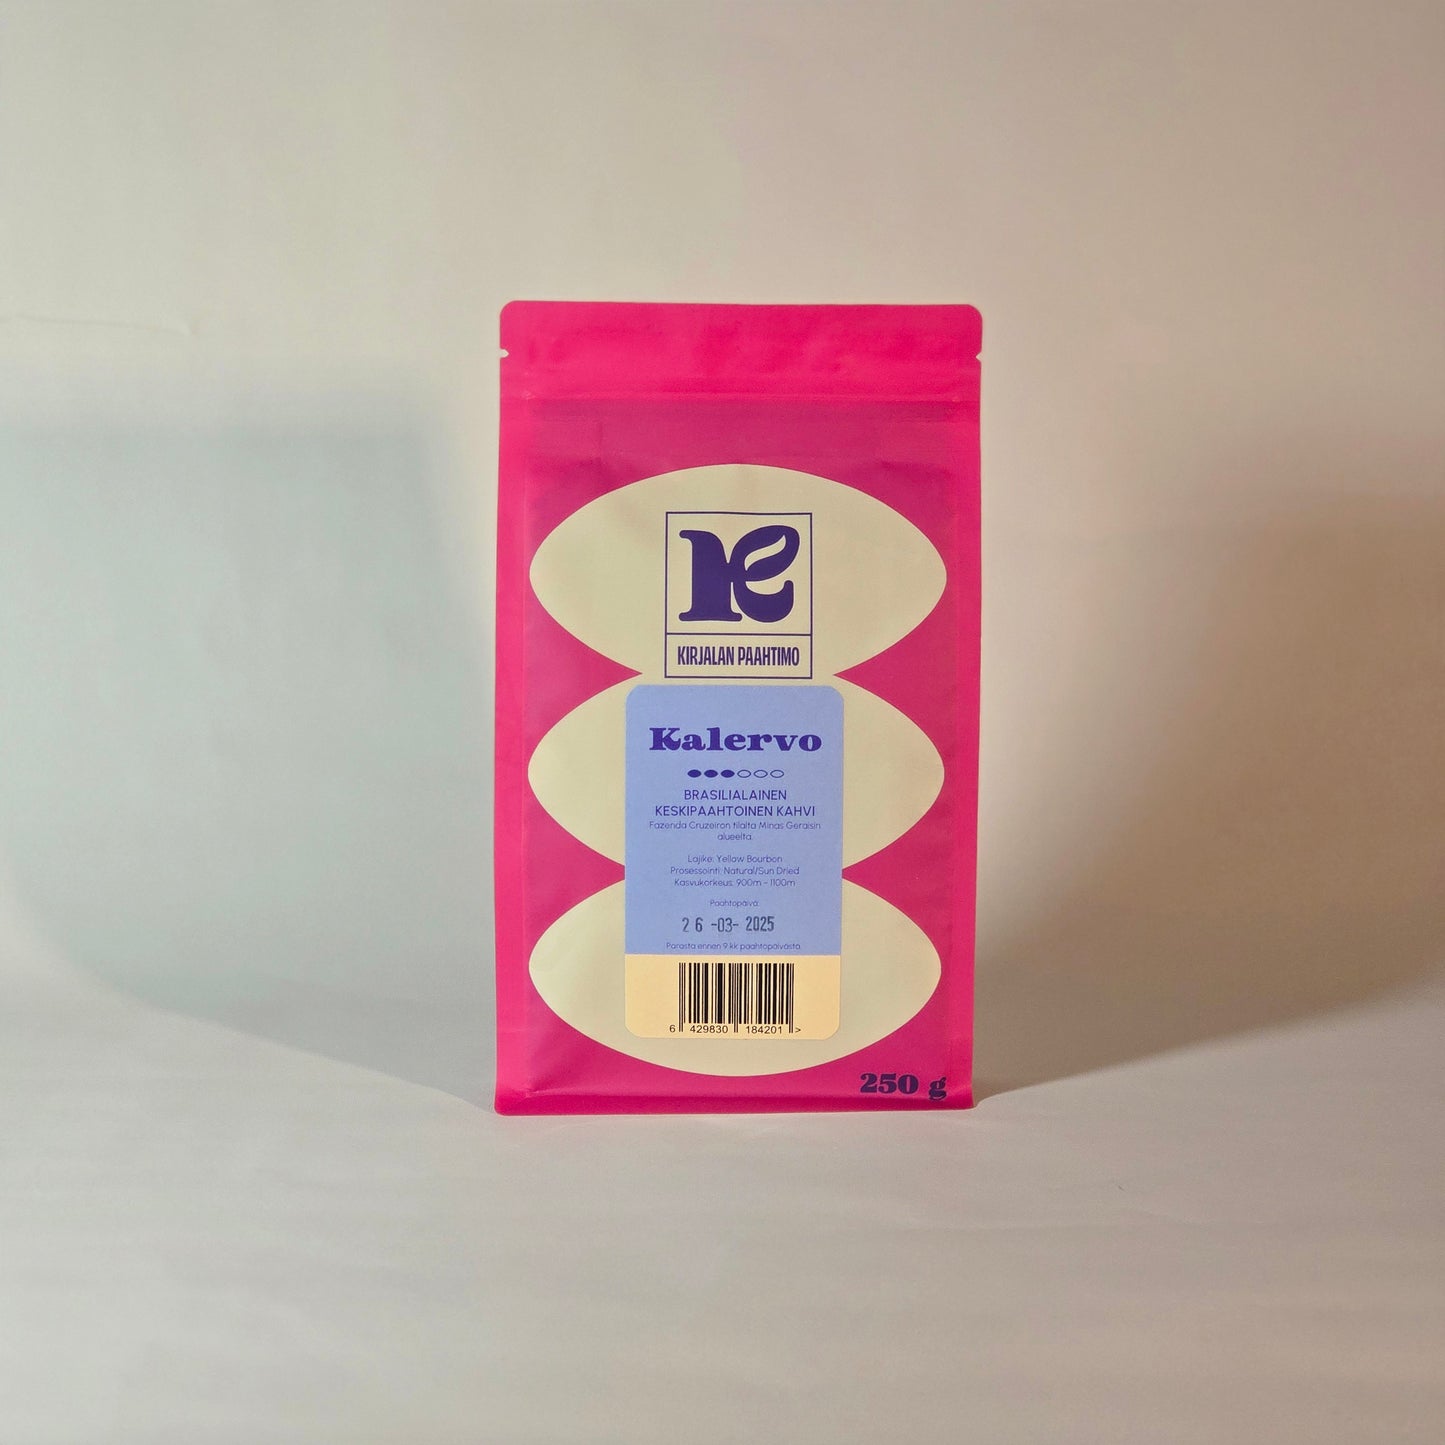 KIRJALAN PAAHTIMO
Kalervo
BRASILIALAINEN
KESKIPAAHTOINEN KAHVI
Fazenda Cruzeiron tilalta Minas Geraisin
alueelta.
Lajike: Yellow Bourbon
Prosessointi: Natural/Sun Dried
Kasvukorkeus: 900m - 1100m
Paahtopäivä:
26 -03- 2025
Parasta ennen 9 kk paahtopäivästä.
6 429830 184201 >
250 g